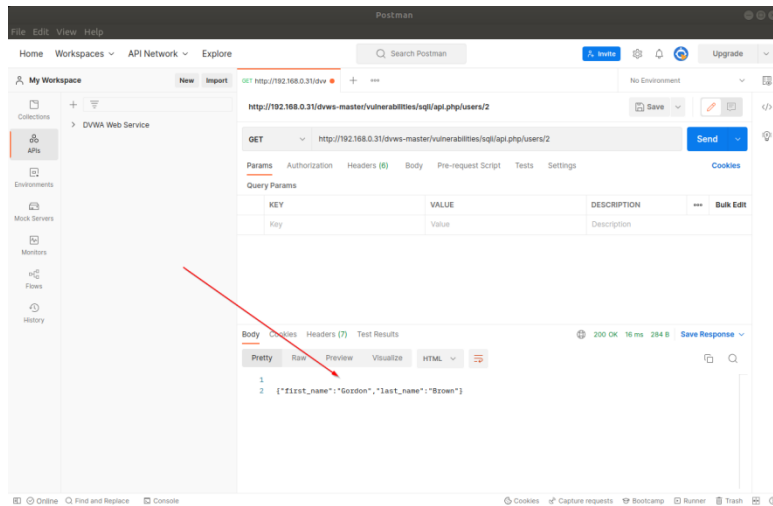 Postman
File Edit View Help
Home Workspaces API Network Explore Search Postman Invite Upgrade
My Workspace New Import GET http://192.168.0.31/dvw No Environment
Collections
DVWA Web Service
http://192.168.0.31/dvws-master/vulnerabilities/sqli/api.php/users/2 Save
APIs
GET http://192.168.0.31/dvws-master/vulnerabilities/sqli/api.php/users/2 Send
Environments
Params Authorization Headers (6) Body Pre-request Script Tests Settings Cookies
Query Params
Mock Servers
KEY VALUE DESCRIPTION Bulk Edit
Key Value Description
Monitors
Flows
History
Body Cookies Headers (7) Test Results 200 OK 16 ms 284 B Save Response
Pretty Raw Preview Visualize HTML
1
2 {"first_name":"Gordon","last_name":"Brown"}
Online Find and Replace Console Cookies Capture requests Bootcamp Runner Trash